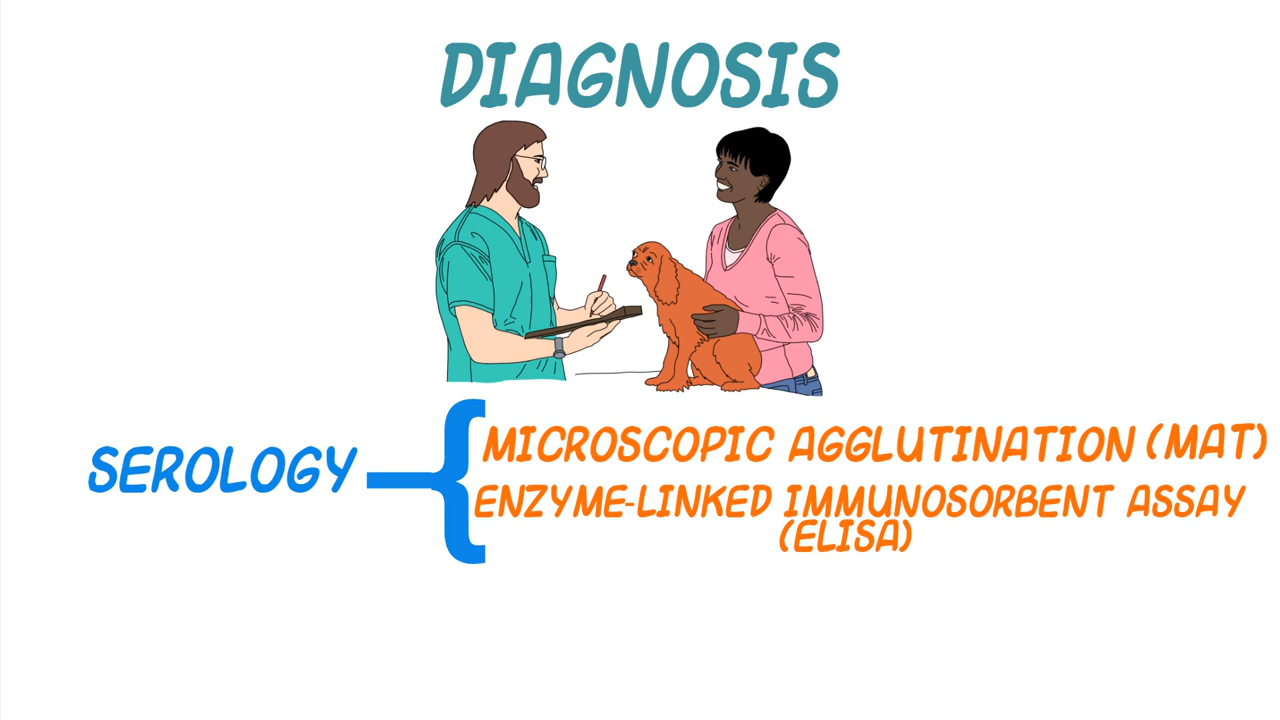 DIAGNOSIS
SEROLOGY
MICROSCOPIC AGGLUTINATION (MAT)
ENZYME-LINKED IMMUNOSORBENT ASSAY
(ELISA)